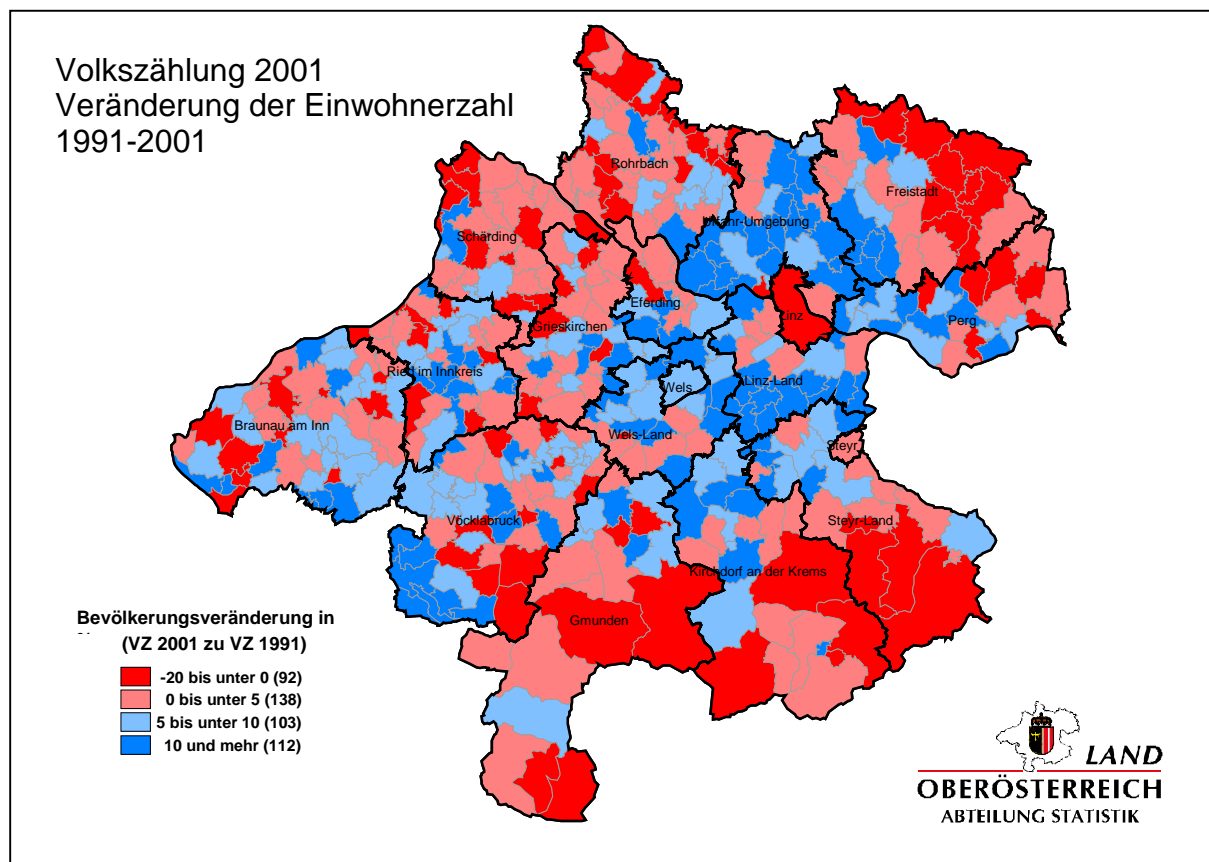 Volkszählung 2001
Veränderung der Einwohnerzahl
1991-2001
Rohrbach
Freistadt
Urfahr-Umgebung
Schärding
Eferding
Linz
Perg
Grieskirchen
Ried im Innkreis
Wels
Linz-Land
Braunau am Inn
Wels-Land
Steyr
Vöcklabruck
Steyr-Land
Kirchdorf an der Krems
Gmunden
Bevölkerungsveränderung in
(VZ 2001 zu VZ 1991)
-20 bis unter 0 (92)
0 bis unter 5 (138)
5 bis unter 10 (103)
10 und mehr (112)
LAND
OBERÖSTERREICH
ABTEILUNG STATISTIK